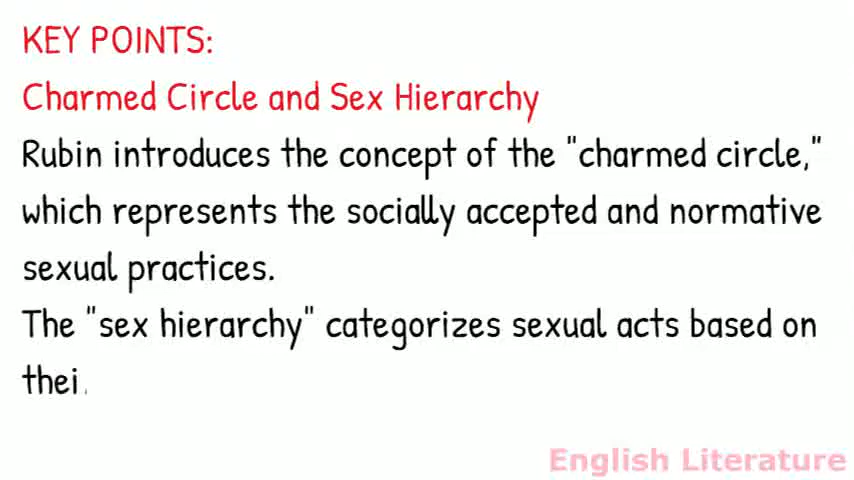 KEY POINTS:
Charmed Circle and Sex Hierarchy
Rubin introduces the concept of the "charmed circle,"
which represents the socially accepted and normative
sexual practices.
The "sex hierarchy" categorizes sexual acts based on
thei
English Literature